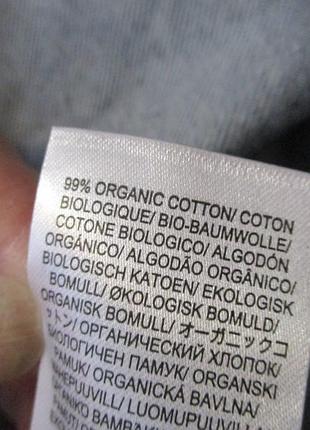 99% ORGANIC COTTON/ COTON
BIOLOGIQUE/ BIO-BAUMWOLLE/
COTONE BIOLOGICO/ ALGODÓN
ORGÁNICO/ ALGODÃO ORGÂNICO/
BIOLOGISCH KATOEN/ EKOLOGISK
BOMULL/ ØKOLOGISK BOMULD/
ORGANISK BOMULL/ オーガニックコ
ットン/ ОРГАНИЧЕСКИЙ ХЛОПОК/
БИОЛОГИЧЕН ПАМУК/ ORGANSKI
PAMUK/ ORGANICKÁ BAVLNA/
LUOMUPUUVILL/